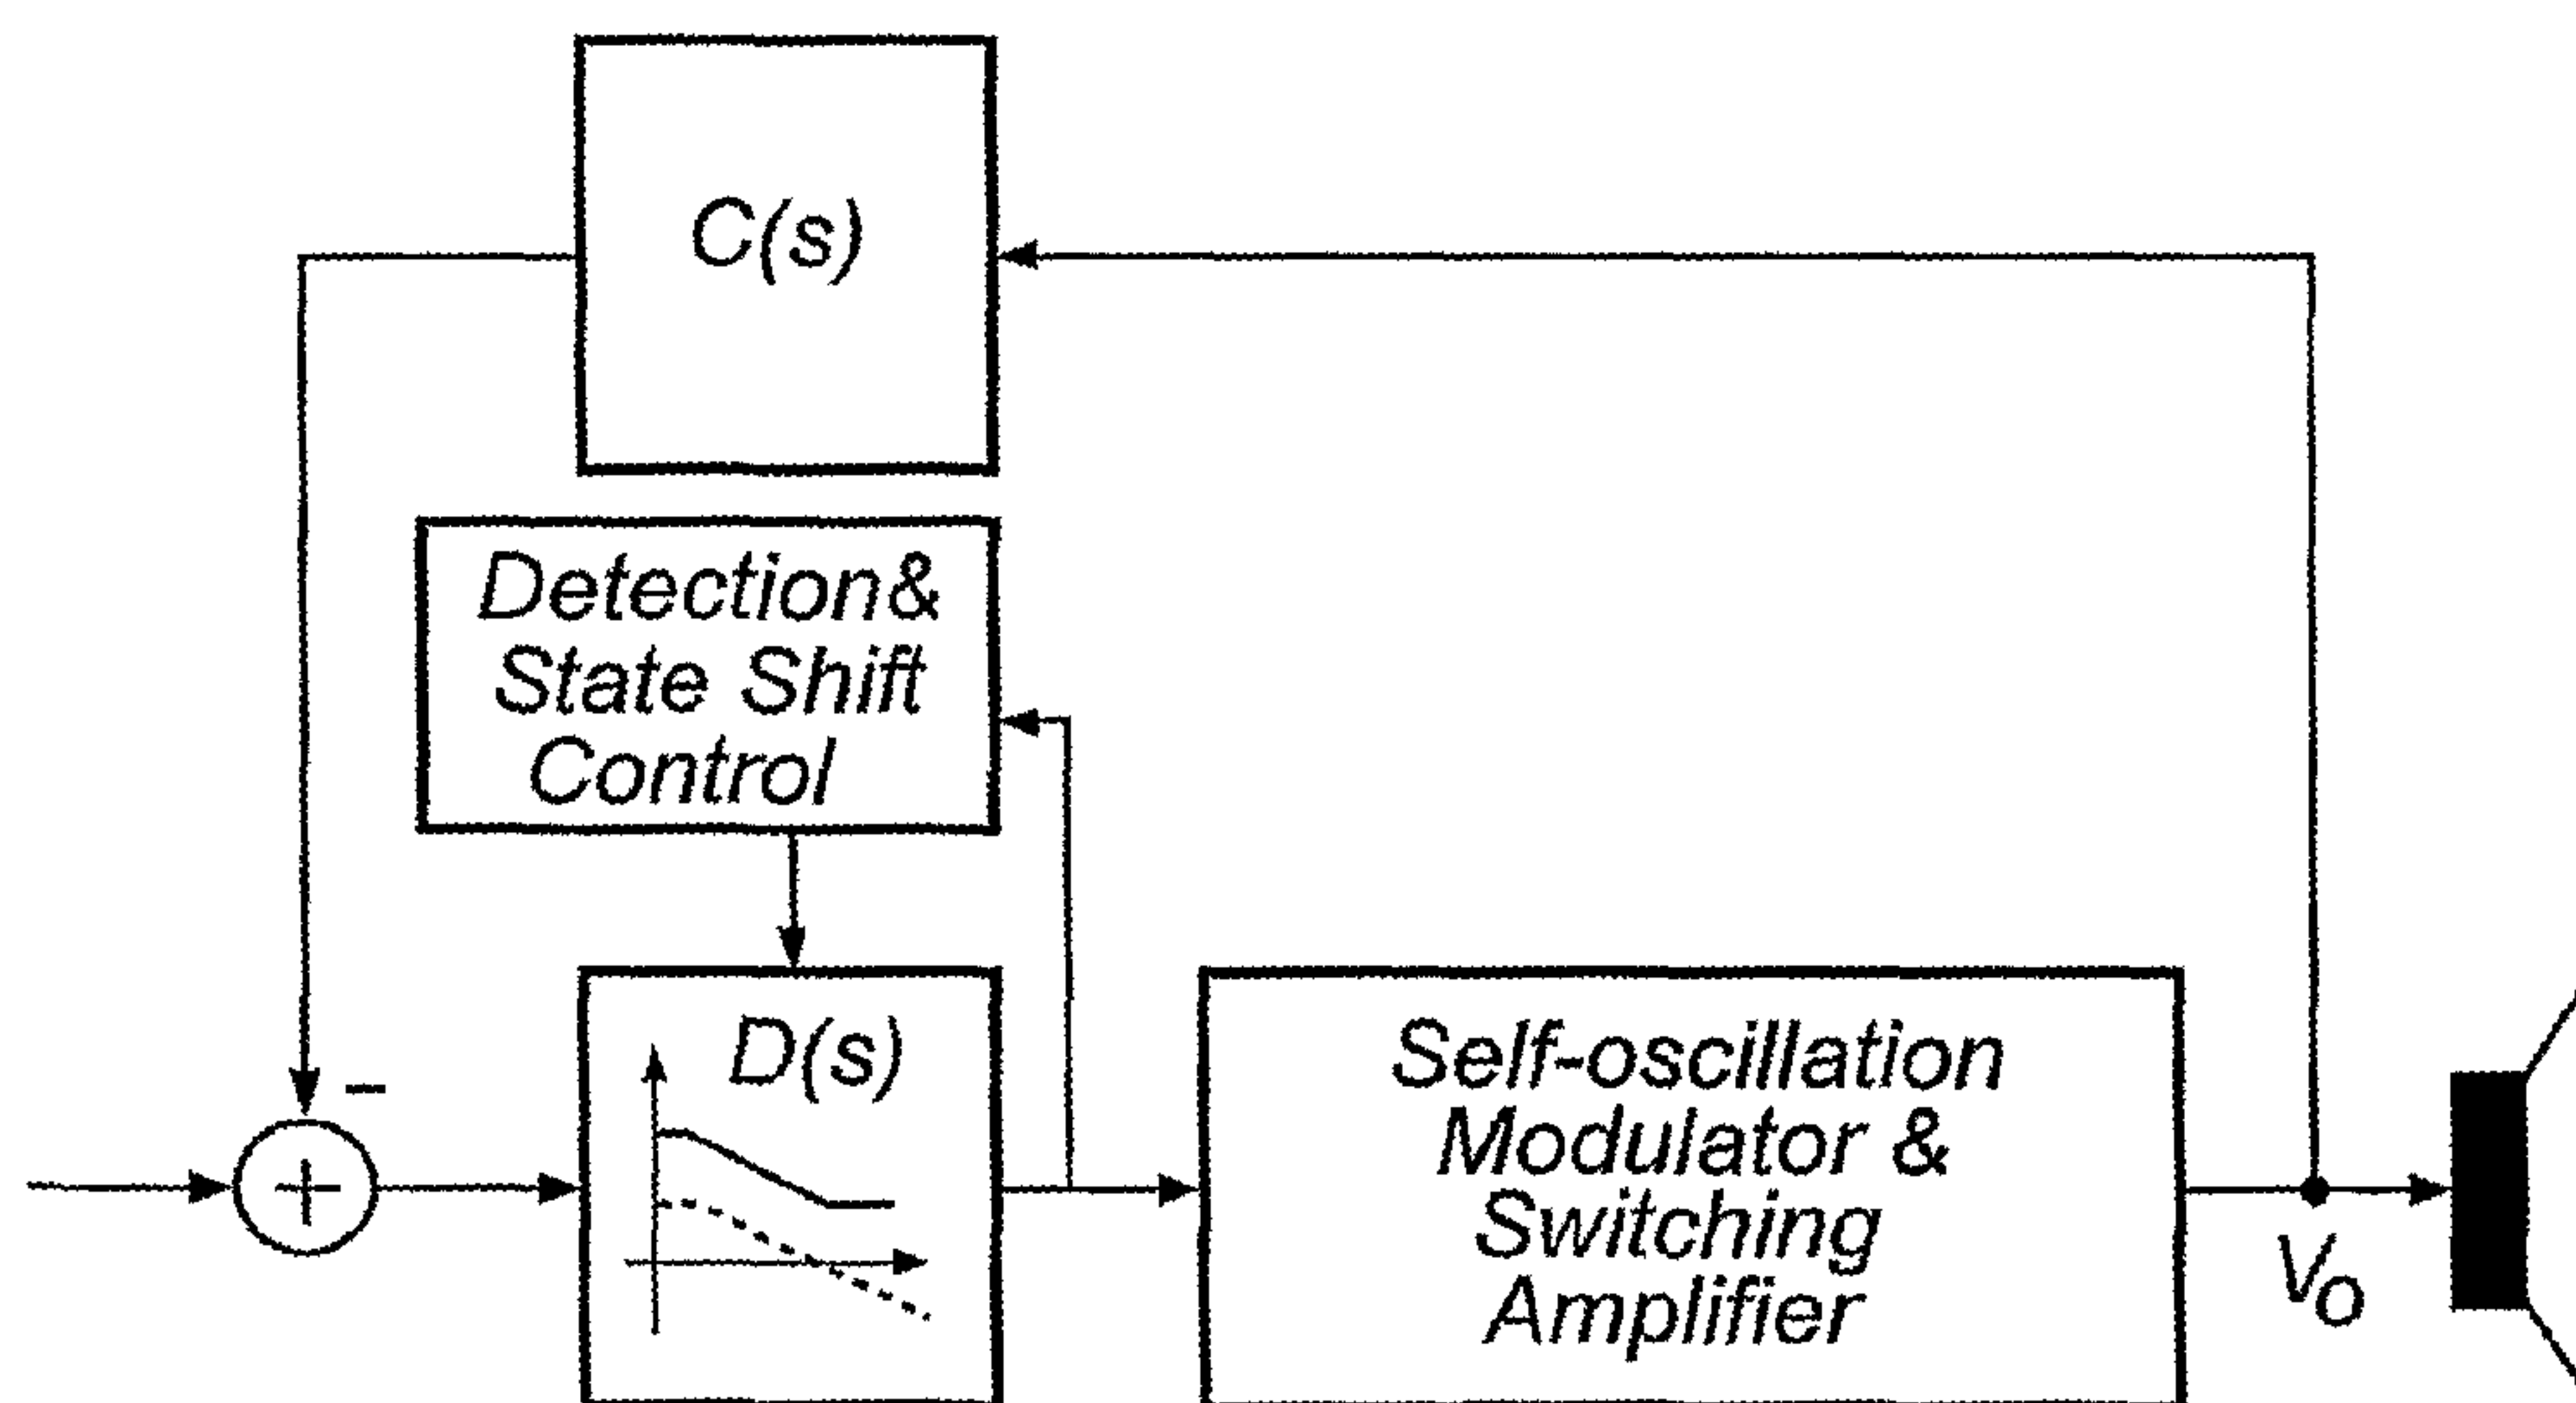 C(s)
Detection&
State Shift
Control
-
+
D(s)
Self-oscillation
Modulator &
Switching
Amplifier
Vo